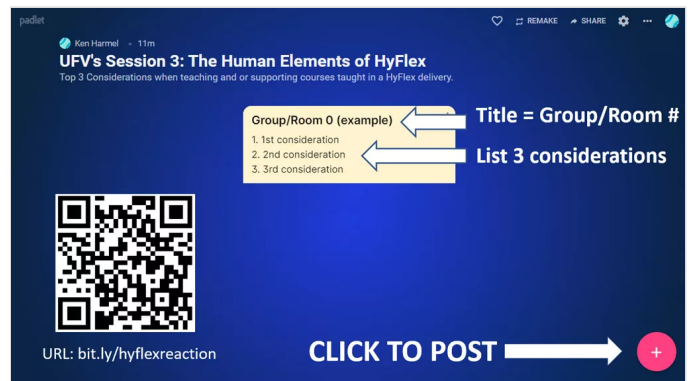 padlet
REMAKE
SHARE
Ken Harmel • 11m
UFV's Session 3: The Human Elements of HyFlex
Top 3 Considerations when teaching and or supporting courses taught in a HyFlex delivery.
Group/Room 0 (example)
1. 1st consideration
2. 2nd consideration
3. 3rd consideration
Title = Group/Room #
List 3 considerations
URL: bit.ly/hyflexreaction
CLICK TO POST
+